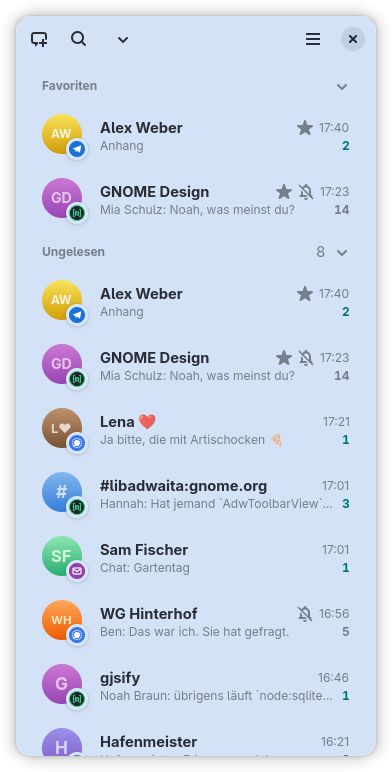 Favoriten
AW
Alex Weber
17:40
Anhang
2
GD
GNOME Design
17:23
Mia Schulz: Noah, was meinst du?
14
Ungelesen
8
AW
Alex Weber
17:40
Anhang
2
GD
GNOME Design
17:23
Mia Schulz: Noah, was meinst du?
14
L❤
Lena ❤️
17:21
Ja bitte, die mit Artischocken 🍕
1
#
#libadwaita:gnome.org
17:01
Hannah: Hat jemand `AdwToolbarView`...
3
SF
Sam Fischer
17:01
Chat: Gartentag
1
WH
WG Hinterhof
16:56
Ben: Das war ich. Sie hat gefragt.
5
G
gjsify
16:46
Noah Braun: übrigens läuft `node:sqlite...
1
H
Hafenmeister
16:21